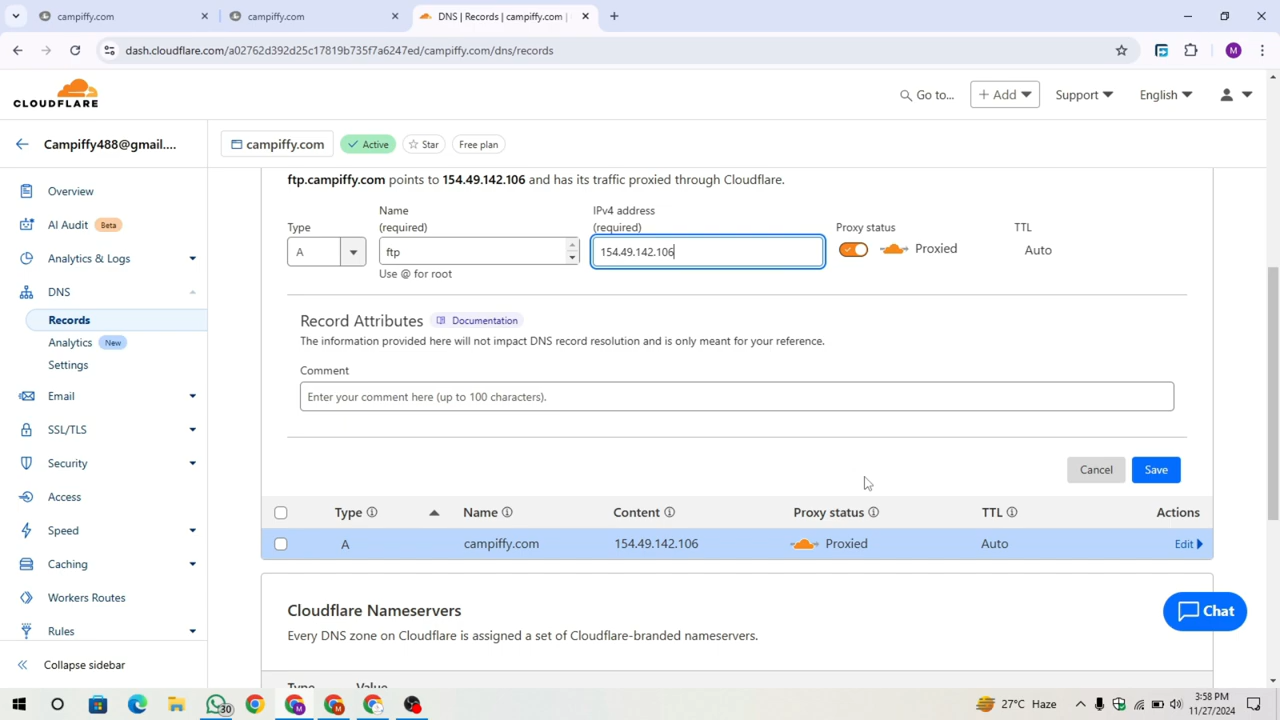 campiffy.com
campiffy.com
DNS | Records | campiffy.com |
dash.cloudflare.com/a02762d392d25c17819b735f7a6247ed/campiffy.com/dns/records
M
CLOUDFLARE
Go to...
+ Add
Support
English
Campiffy488@gmail....
campiffy.com
Active
Star
Free plan
Overview
AI Audit
Beta
Analytics & Logs
DNS
Records
Analytics
New
Settings
Email
SSL/TLS
Security
Access
Speed
Caching
Workers Routes
Rules
Collapse sidebar
ftp.campiffy.com points to 154.49.142.106 and has its traffic proxied through Cloudflare.
Type
Name
(required)
IPv4 address
(required)
Proxy status
TTL
A
ftp
154.49.142.106
Proxied
Auto
Use @ for root
Record Attributes
Documentation
The information provided here will not impact DNS record resolution and is only meant for your reference.
Comment
Enter your comment here (up to 100 characters).
Cancel
Save
Type
Name
Content
Proxy status
TTL
Actions
A
campiffy.com
154.49.142.106
Proxied
Auto
Edit
Cloudflare Nameservers
Every DNS zone on Cloudflare is assigned a set of Cloudflare-branded nameservers.
Type
Value
Chat
30
27°C Haze
3:58 PM
11/27/2024